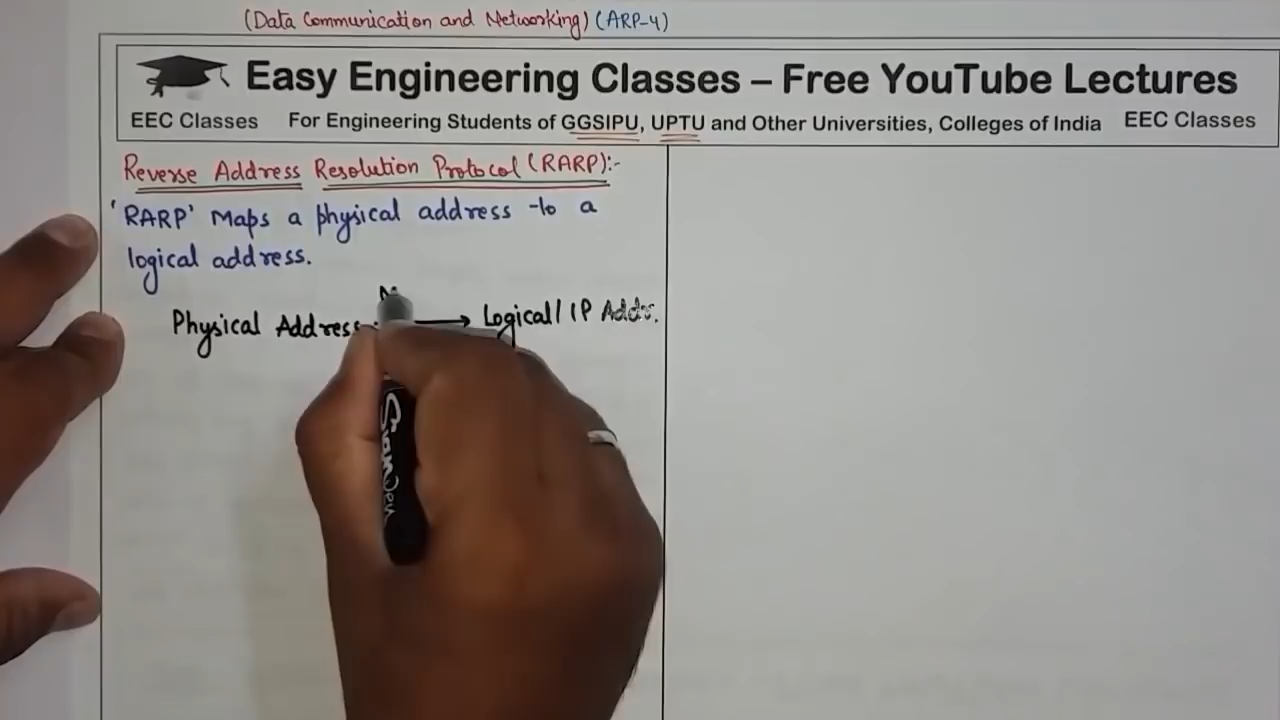 (Data Communication and Networking) (ARP-4)
Easy Engineering Classes – Free YouTube Lectures
EEC Classes For Engineering Students of GGSIPU, UPTU and Other Universities, Colleges of India EEC Classes
Reverse Address Resolution Protocol (RARP):-
'RARP' Maps a physical address to a
logical address.
Physical Address → Logical/IP Addr.